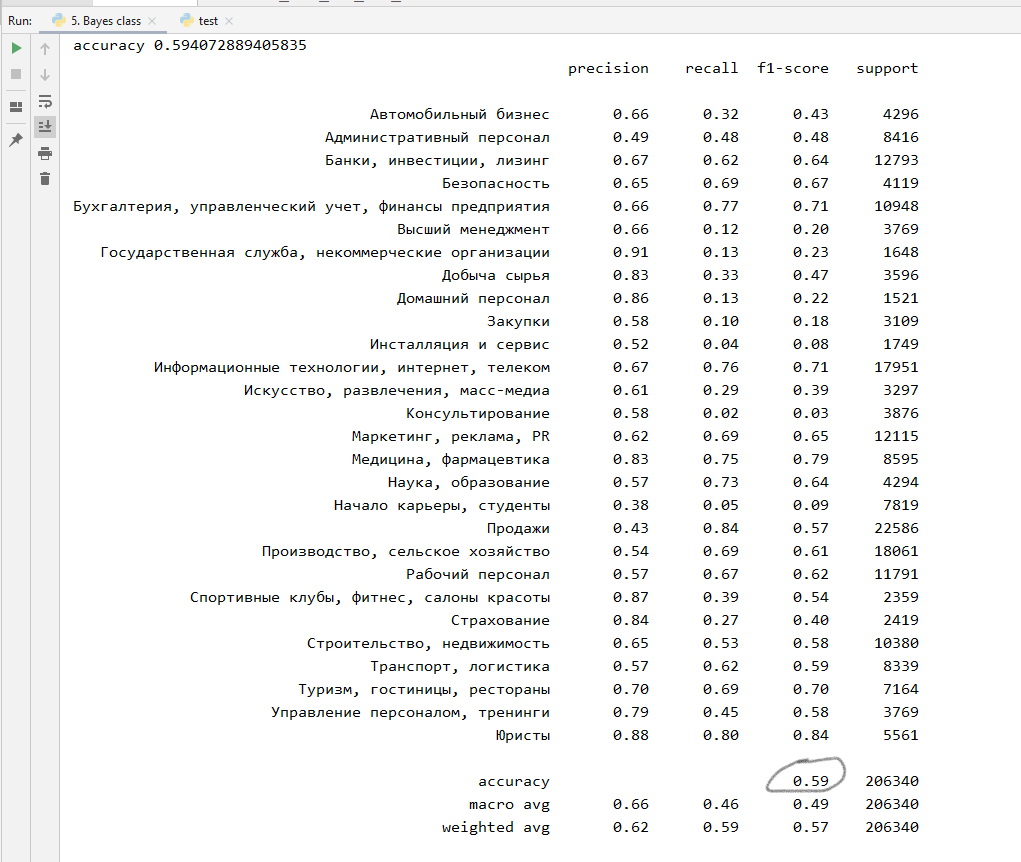 Run: 5. Bayes class × test ×
accuracy 0.594072889405835
precision recall f1-score support
Автомобильный бизнес 0.66 0.32 0.43 4296
Административный персонал 0.49 0.48 0.48 8416
Банки, инвестиции, лизинг 0.67 0.62 0.64 12793
Безопасность 0.65 0.69 0.67 4119
Бухгалтерия, управленческий учет, финансы предприятия 0.66 0.77 0.71 10948
Высший менеджмент 0.66 0.12 0.20 3769
Государственная служба, некоммерческие организации 0.91 0.13 0.23 1648
Добыча сырья 0.83 0.33 0.47 3596
Домашний персонал 0.86 0.13 0.22 1521
Закупки 0.58 0.10 0.18 3109
Инсталляция и сервис 0.52 0.04 0.08 1749
Информационные технологии, интернет, телеком 0.67 0.76 0.71 17951
Искусство, развлечения, масс-медиа 0.61 0.29 0.39 3297
Консультирование 0.58 0.02 0.03 3876
Маркетинг, реклама, PR 0.62 0.69 0.65 12115
Медицина, фармацевтика 0.83 0.75 0.79 8595
Наука, образование 0.57 0.73 0.64 4294
Начало карьеры, студенты 0.38 0.05 0.09 7819
Продажи 0.43 0.84 0.57 22586
Производство, сельское хозяйство 0.54 0.69 0.61 18061
Рабочий персонал 0.57 0.67 0.62 11791
Спортивные клубы, фитнес, салоны красоты 0.87 0.39 0.54 2359
Страхование 0.84 0.27 0.40 2419
Строительство, недвижимость 0.65 0.53 0.58 10380
Транспорт, логистика 0.57 0.62 0.59 8339
Туризм, гостиницы, рестораны 0.70 0.69 0.70 7164
Управление персоналом, тренинги 0.79 0.45 0.58 3769
Юристы 0.88 0.80 0.84 5561
accuracy 0.59 206340
macro avg 0.66 0.46 0.49 206340
weighted avg 0.62 0.59 0.57 206340